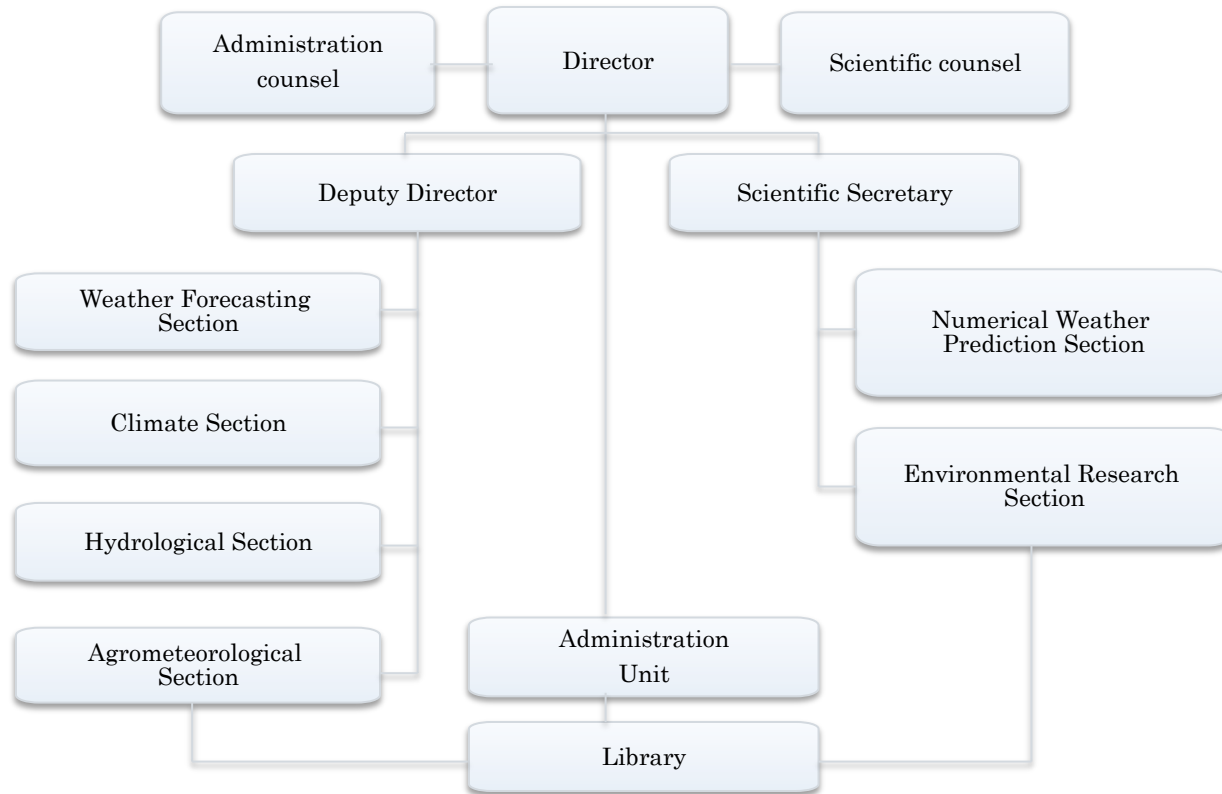 Administration
counsel
Director
Scientific counsel
Deputy Director
Scientific Secretary
Weather Forecasting
Section
Numerical Weather
Prediction Section
Climate Section
Environmental Research
Section
Hydrological Section
Agrometeorological
Section
Administration
Unit
Library